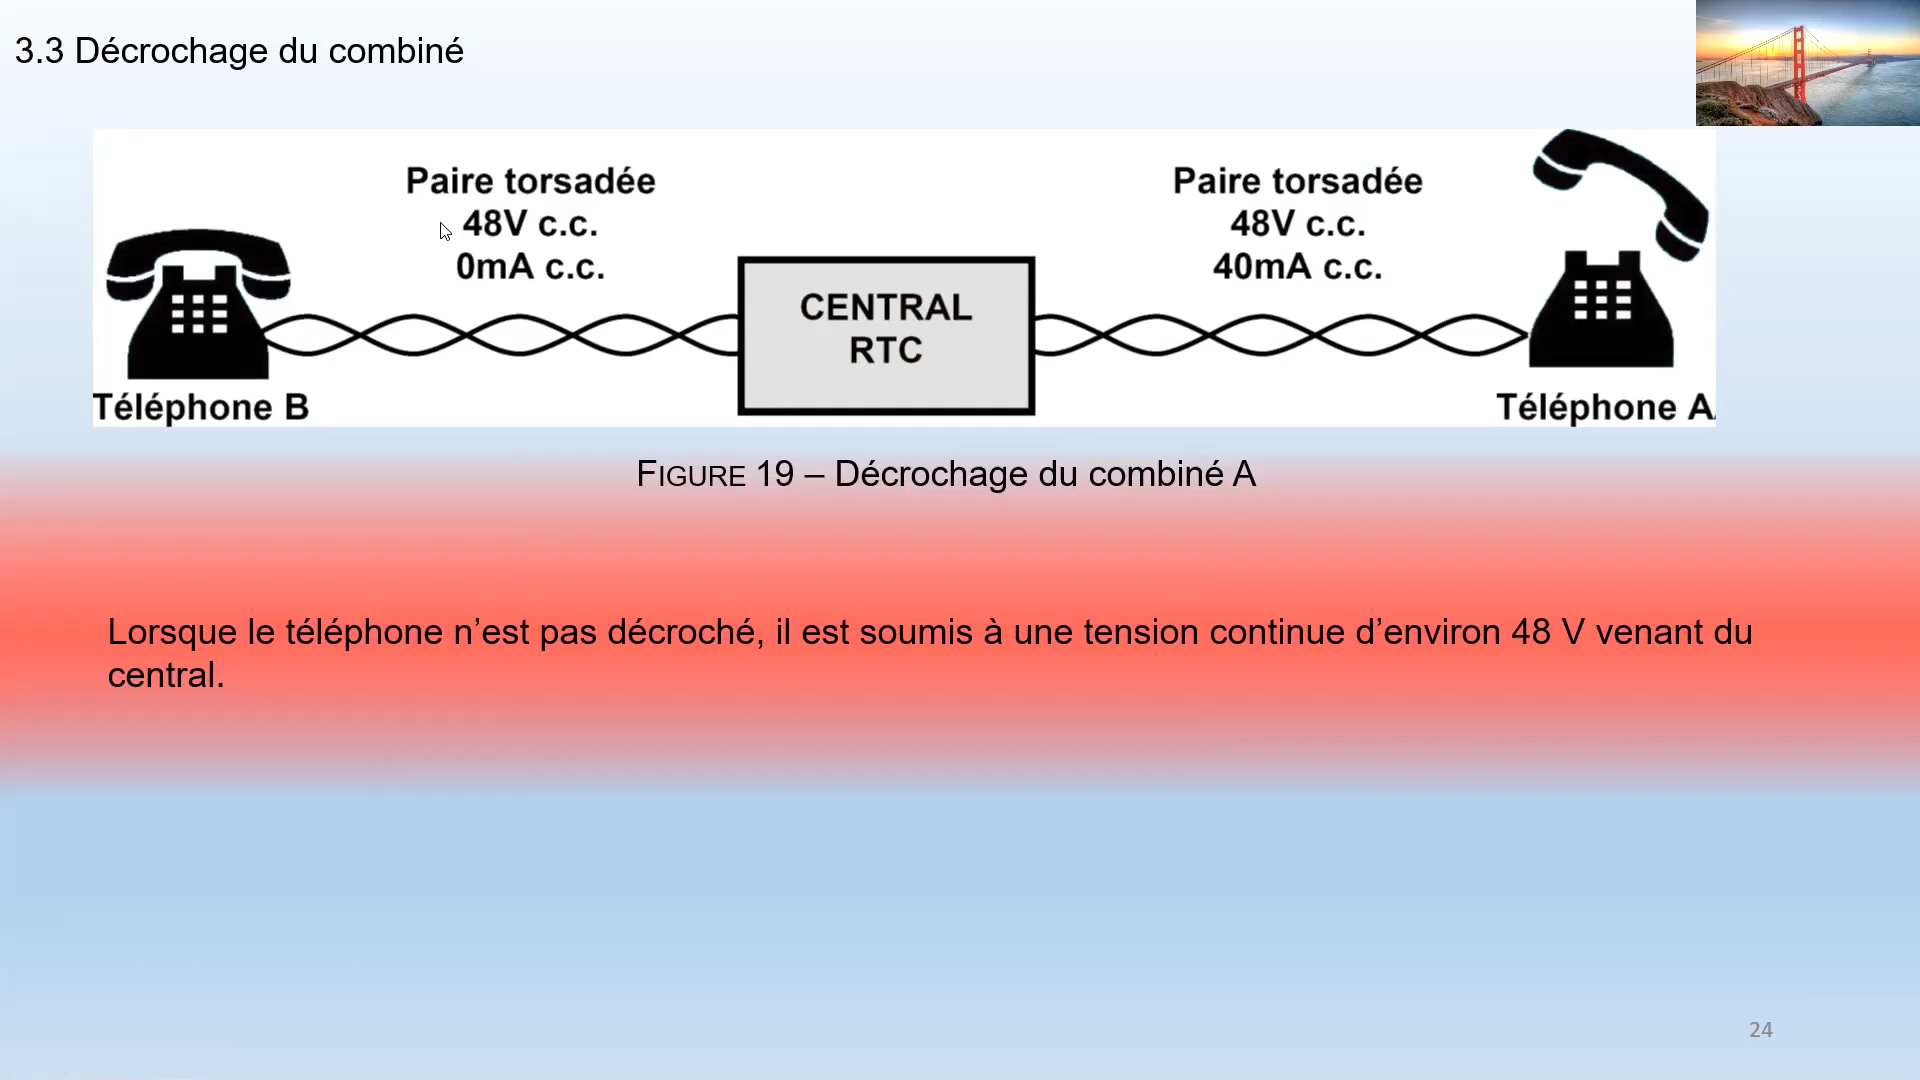 3.3 Décrochage du combiné
Paire torsadée
48V c.c.
0mA c.c.
Paire torsadée
48V c.c.
40mA c.c.
CENTRAL
RTC
Téléphone B
Téléphone A
FIGURE 19 – Décrochage du combiné A
Lorsque le téléphone n’est pas décroché, il est soumis à une tension continue d’environ 48 V venant du
central.
24